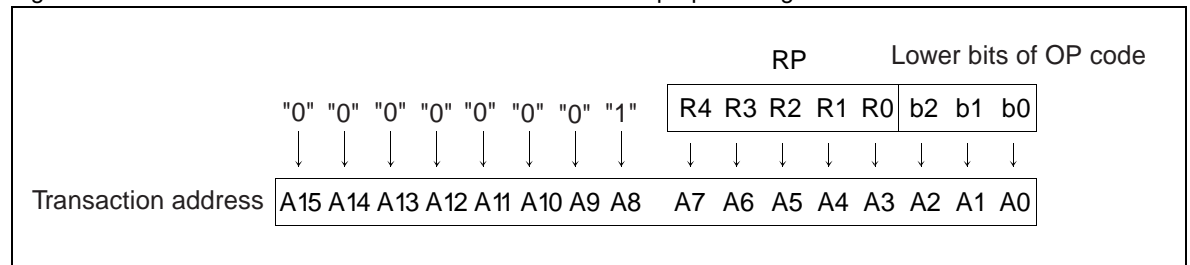 RP Lower bits of OP code
"0" "0" "0" "0" "0" "0" "0" "1" R4 R3 R2 R1 R0 b2 b1 b0
Transaction address A15 A14 A13 A12 A11 A10 A9 A8 A7 A6 A5 A4 A3 A2 A1 A0